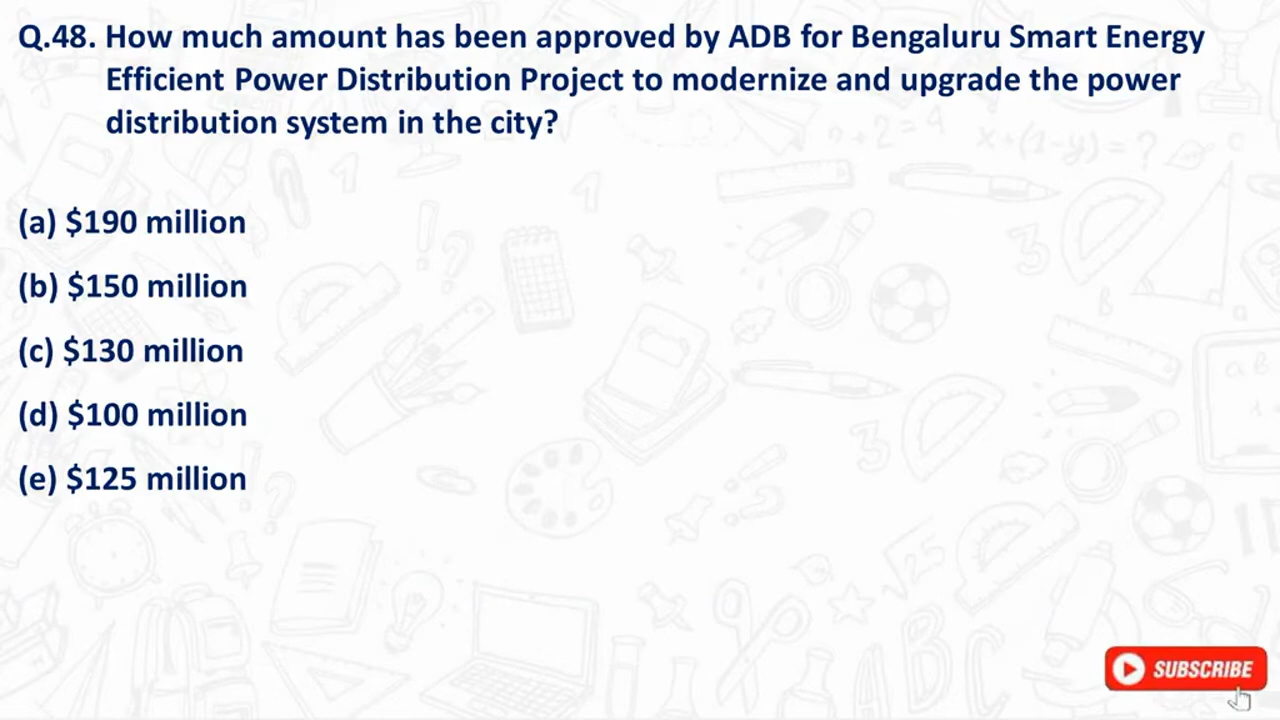 Q.48. How much amount has been approved by ADB for Bengaluru Smart Energy
Efficient Power Distribution Project to modernize and upgrade the power
distribution system in the city?
(a) $190 million
(b) $150 million
(c) $130 million
(d) $100 million
(e) $125 million
SUBSCRIBE